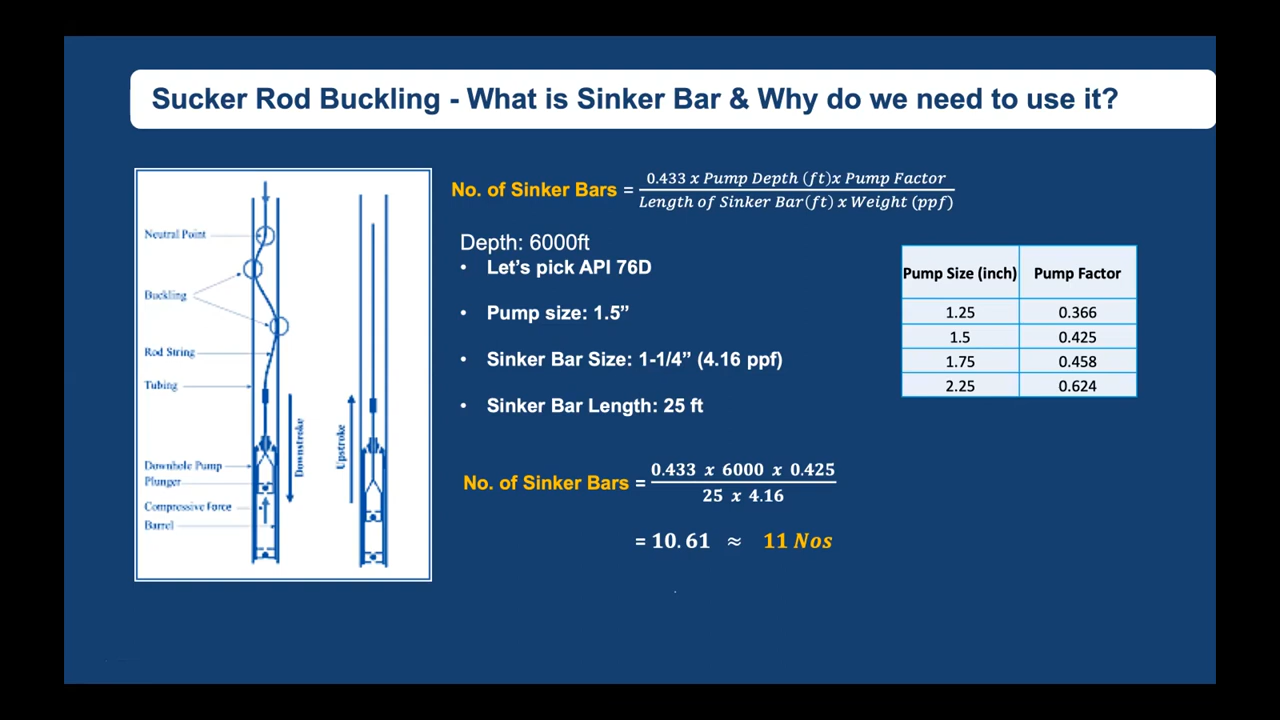 Sucker Rod Buckling - What is Sinker Bar & Why do we need to use it?
Neutral Point
Buckling
Rod String
Tubing
Downhole Pump
Plunger
Compressive Force
Barrel
Downstroke
Upstroke
No. of Sinker Bars = 0.433 x Pump Depth (ft)x Pump Factor
Length of Sinker Bar(ft) x Weight (ppf)
Depth: 6000ft
• Let's pick API 76D
• Pump size: 1.5”
• Sinker Bar Size: 1-1/4” (4.16 ppf)
• Sinker Bar Length: 25 ft
Pump Size (inch) Pump Factor
1.25 0.366
1.5 0.425
1.75 0.458
2.25 0.624
No. of Sinker Bars = 0.433 x 6000 x 0.425
25 x 4.16
= 10.61 ≈ 11 Nos